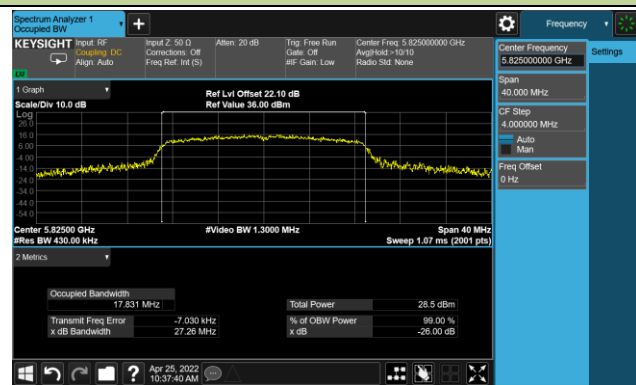 Spectrum Analyzer 1
Occupied BW
Frequency
KEYSIGHT
Input: RF
Coupling: DC
Align: Auto
Input Z: 50 Ω
Corrections: Off
Freq Ref: Int (S)
Atten: 20 dB
Trig: Free Run
Gate: Off
#IF Gain: Low
Center Freq: 5.825000000 GHz
Avg|Hold:>10/10
Radio Std: None
Center Frequency
5.825000000 GHz
Settings
Span
40.000 MHz
CF Step
4.000000 MHz
Auto
Man
Freq Offset
0 Hz
1 Graph
Scale/Div 10.0 dB
Ref Lvl Offset 22.10 dB
Ref Value 36.00 dBm
Log
26.0
16.0
6.00
-4.00
-14.0
-24.0
-34.0
-44.0
-54.0
Center 5.82500 GHz
#Res BW 430.00 kHz
#Video BW 1.3000 MHz
Span 40 MHz
Sweep 1.07 ms (2001 pts)
2 Metrics
Occupied Bandwidth
17.831 MHz
Total Power 28.5 dBm
Transmit Freq Error -7.030 kHz
% of OBW Power 99.00 %
x dB Bandwidth 27.26 MHz
x dB -26.00 dB
Apr 25, 2022
10:37:40 AM